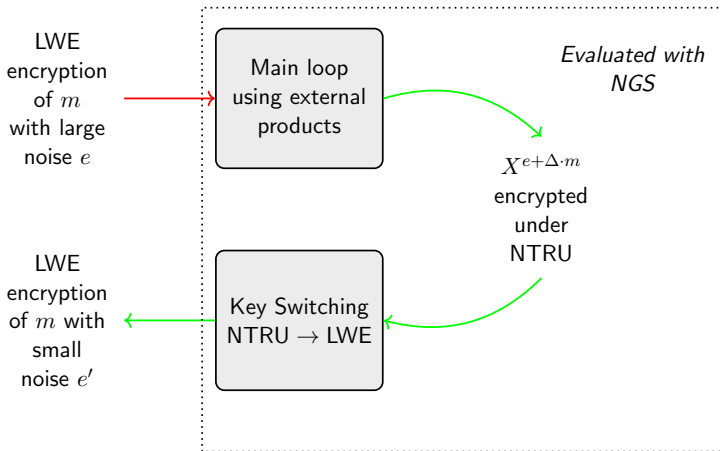 LWE
encryption
of m
with large
noise e
Main loop
using external
products
Evaluated with
NGS
X^{e+Δ·m}
encrypted
under
NTRU
Key Switching
NTRU → LWE
LWE
encryption
of m with
small
noise e′